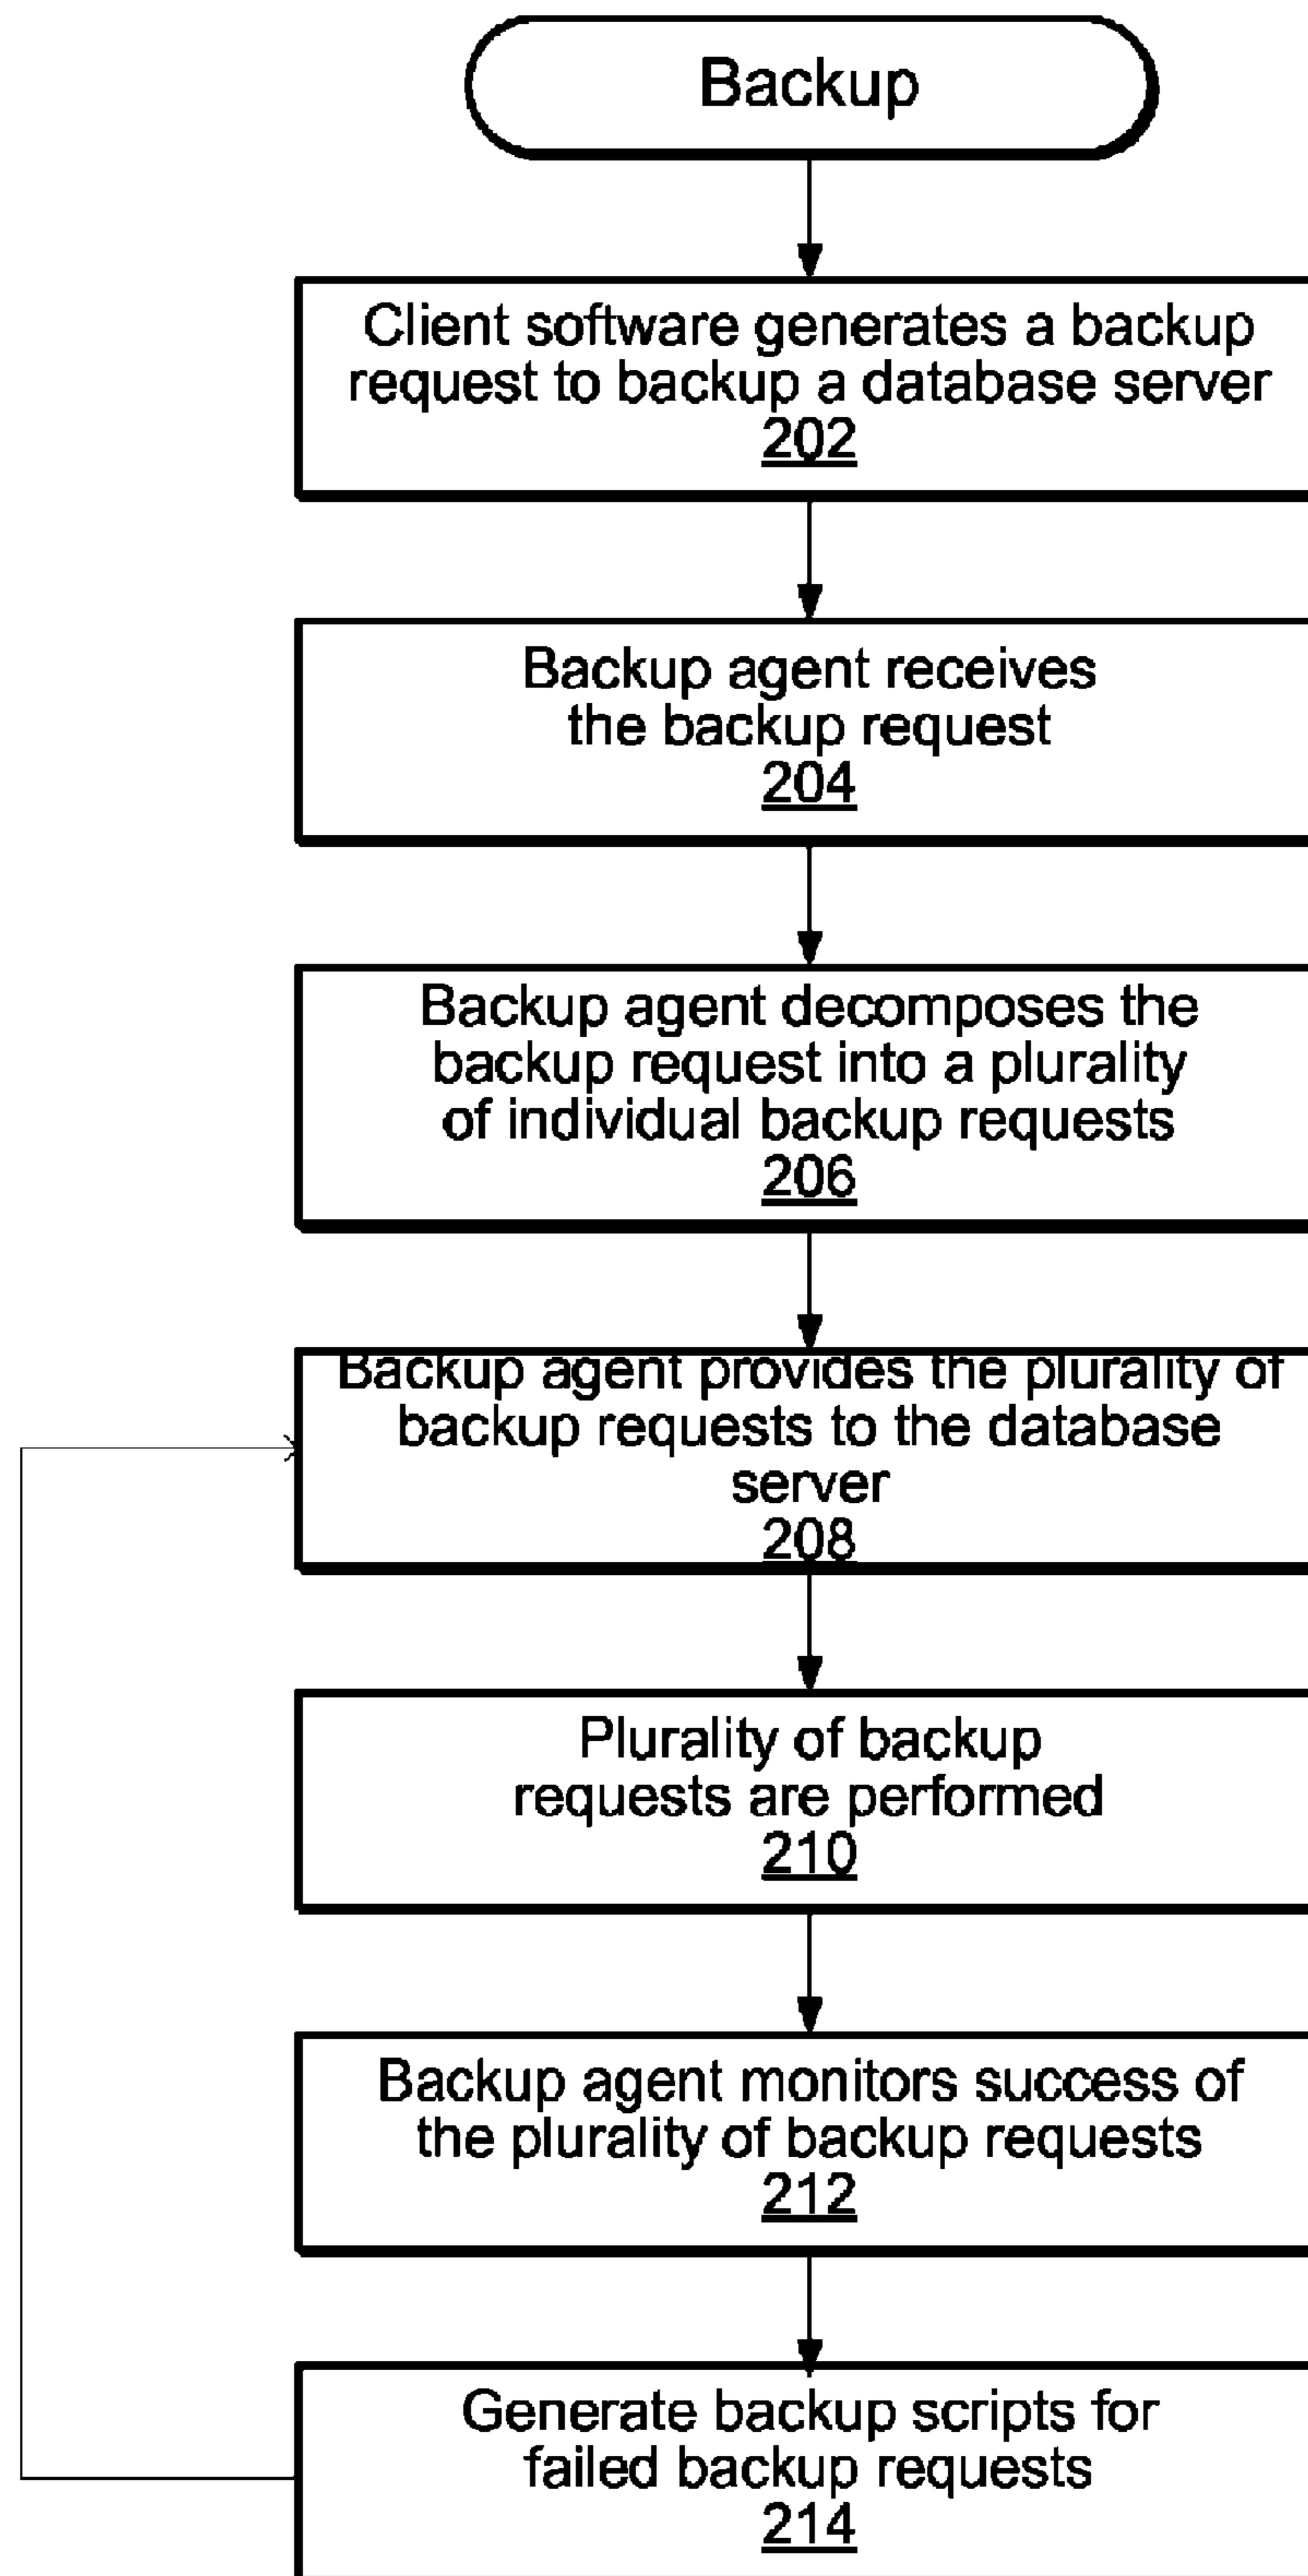 Backup
Client software generates a backup
request to backup a database server
202
Backup agent receives
the backup request
204
Backup agent decomposes the
backup request into a plurality
of individual backup requests
206
Backup agent provides the plurality of
backup requests to the database
server
208
Plurality of backup
requests are performed
210
Backup agent monitors success of
the plurality of backup requests
212
Generate backup scripts for
failed backup requests
214